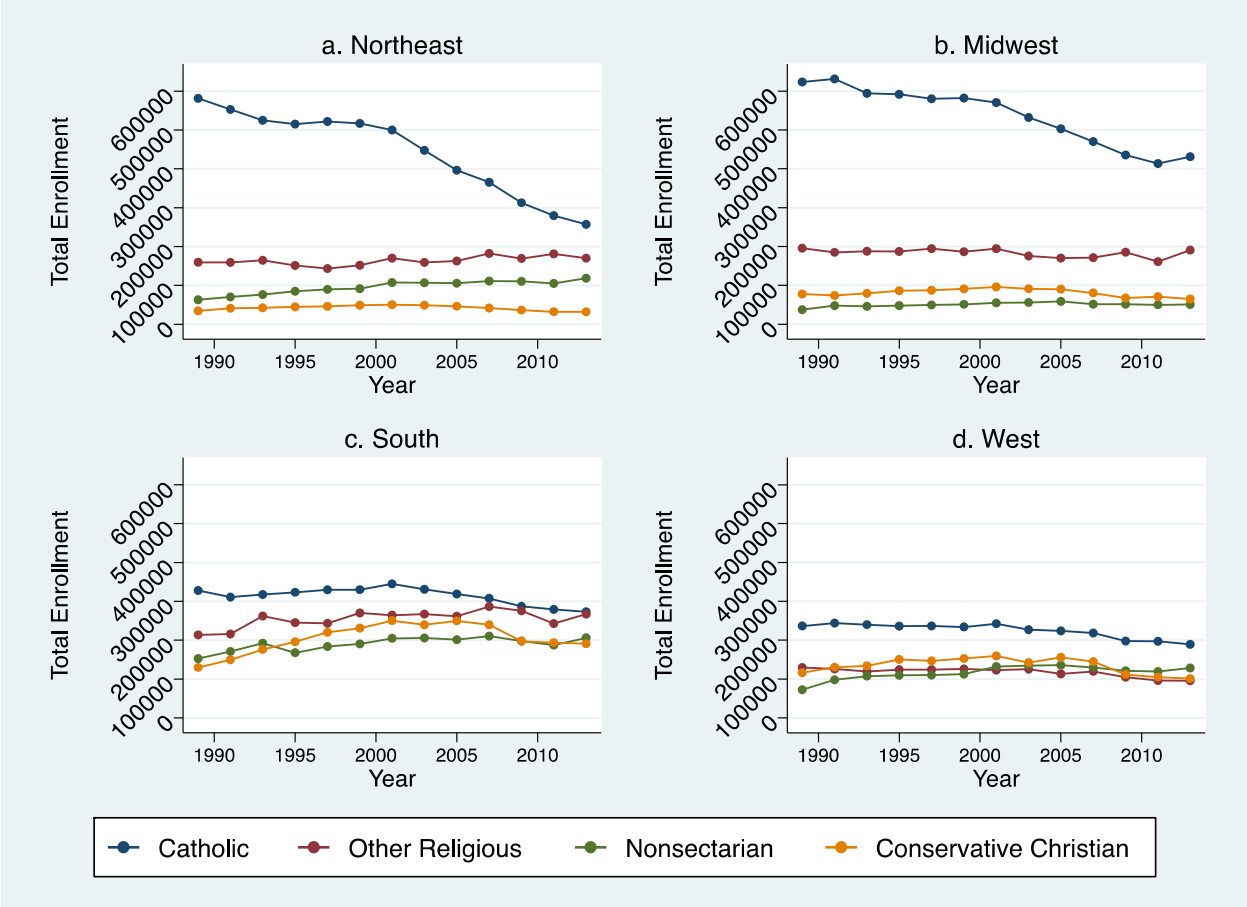 a. Northeast
Total Enrollment
600000
500000
400000
300000
200000
100000
0
1990 1995 2000 2005 2010
Year
b. Midwest
Total Enrollment
600000
500000
400000
300000
200000
100000
0
1990 1995 2000 2005 2010
Year
c. South
Total Enrollment
600000
500000
400000
300000
200000
100000
0
1990 1995 2000 2005 2010
Year
d. West
Total Enrollment
600000
500000
400000
300000
200000
100000
0
1990 1995 2000 2005 2010
Year
Catholic Other Religious Nonsectarian Conservative Christian